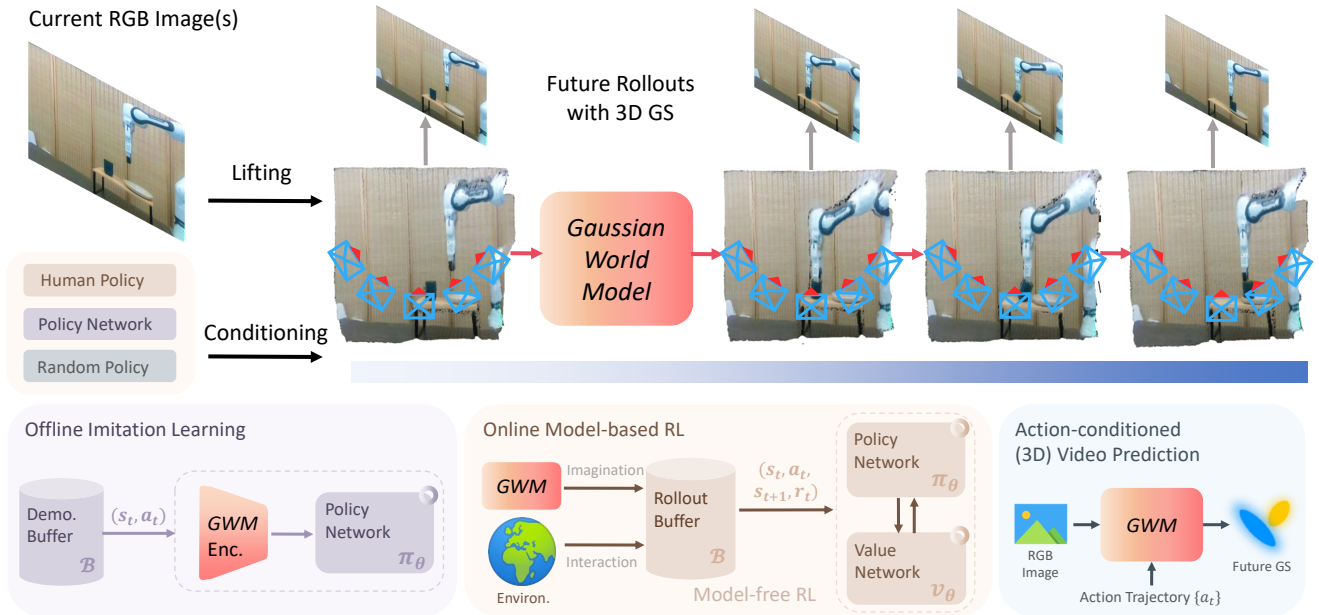 Current RGB Image(s)
Future Rollouts
with 3D GS
Lifting
Gaussian
World
Model
Human Policy
Policy Network
Random Policy
Conditioning
Offline Imitation Learning
Demo.
Buffer
ℬ
(s_t, a_t)
GWM
Enc.
Policy
Network
π_θ
Online Model-based RL
GWM
Imagination
Environ.
Interaction
Rollout
Buffer
ℬ
(s_t, a_t,
s_{t+1}, r_t)
Model-free RL
Policy
Network
π_θ
Value
Network
v_θ
Action-conditioned
(3D) Video Prediction
RGB
Image
GWM
Future GS
Action Trajectory {a_t}